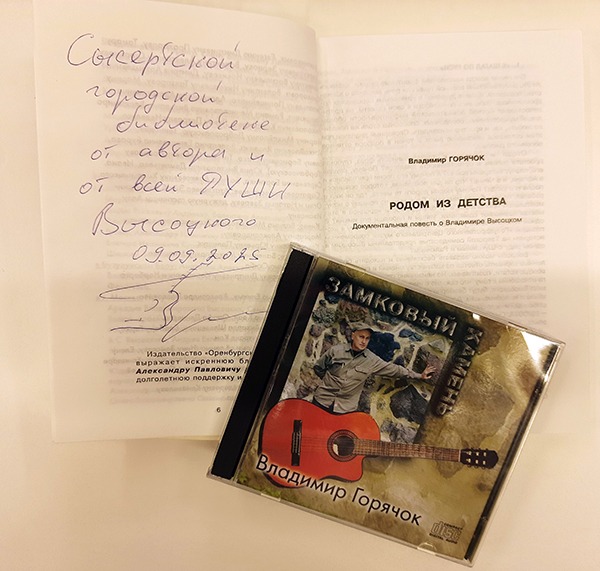 Сысертской
городской
библиотеке
от автора и
от всей ДУШИ
Высоцкого
09.09.2025
Издательство «Оренбургс
выражает искреннюю бл
Александру Павловичу
долголетнюю поддержку и
6
Владимир ГОРЯЧОК
РОДОМ ИЗ ДЕТСТВА
Документальная повесть о Владимире Высоцком
ЗАМКОВЫЙ
КАМЕНЬ
Владимир Горячок